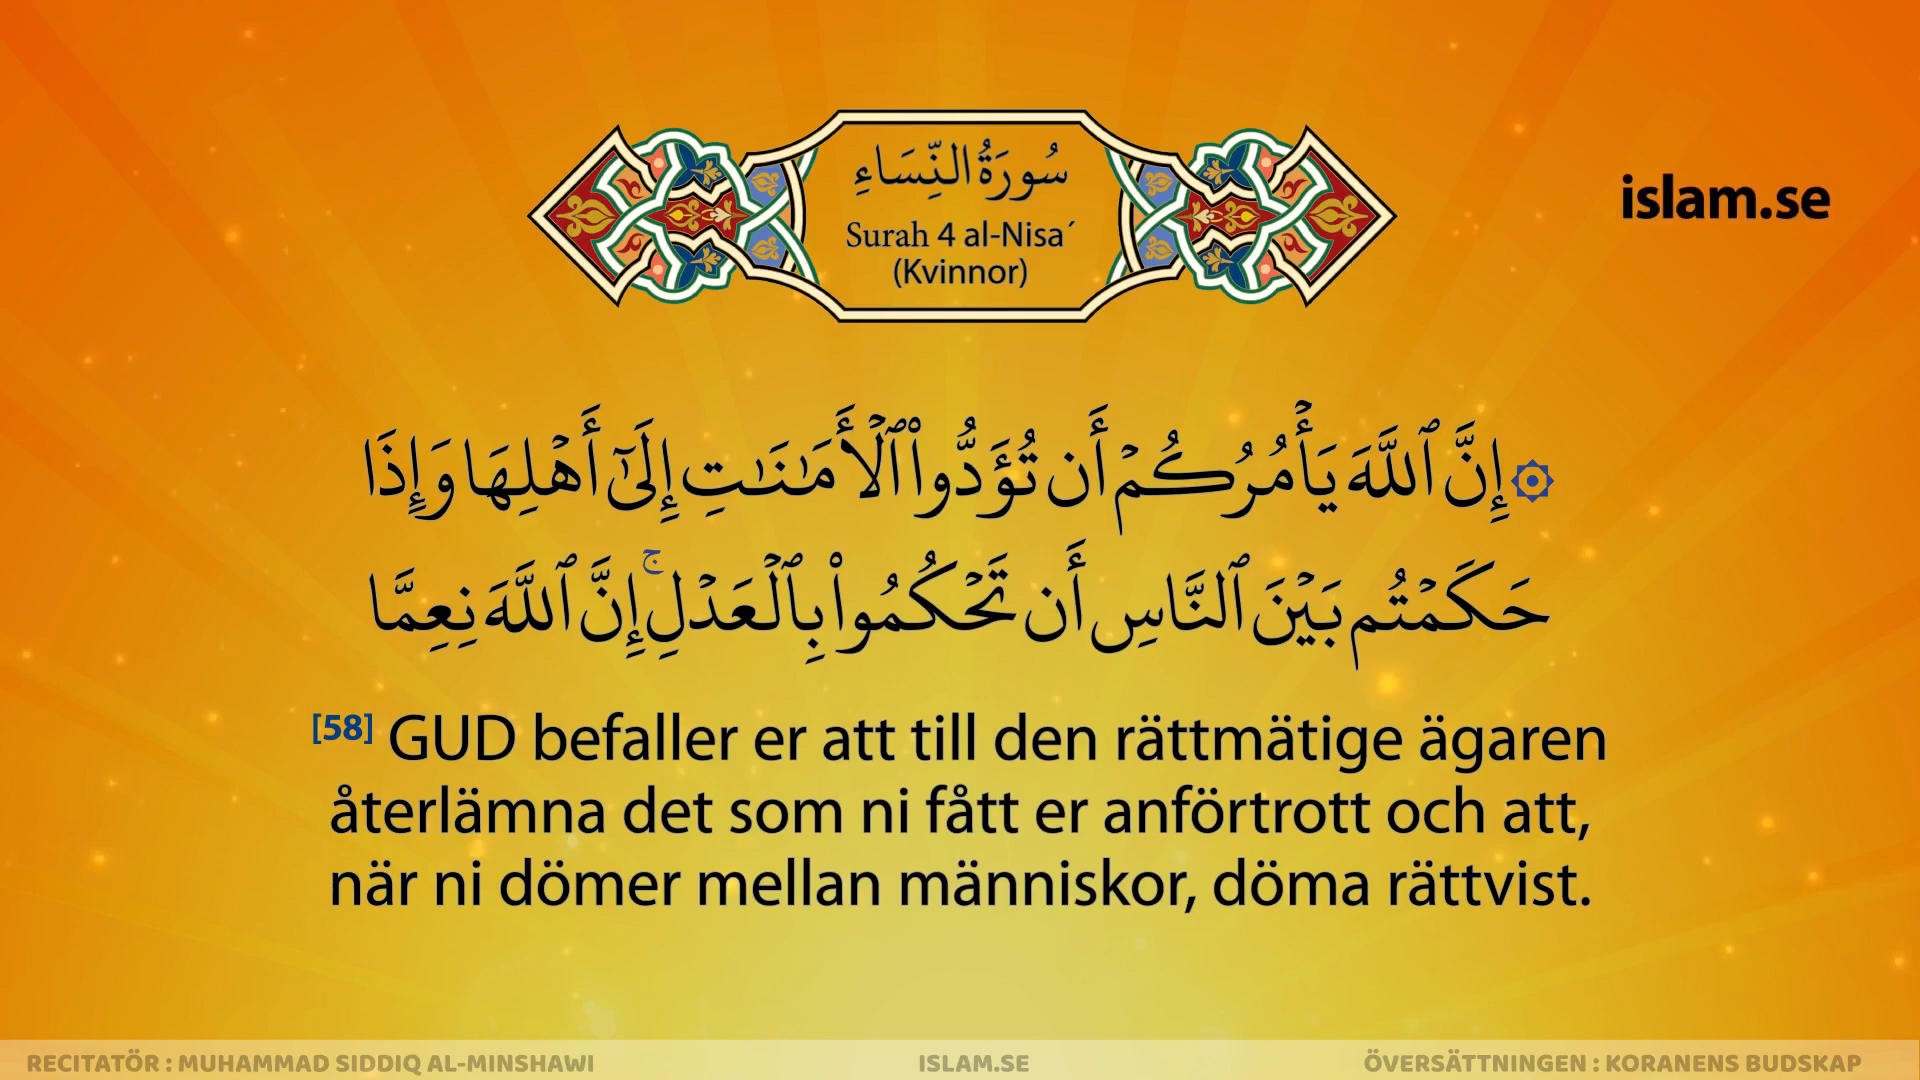 سُورَةُ النِّسَاءِ
Surah 4 al-Nisa´
(Kvinnor)
islam.se
۞ إِنَّ ٱللَّهَ يَأۡمُرُكُمۡ أَن تُؤَدُّواْ ٱلۡأَمَٰنَٰتِ إِلَىٰٓ أَهۡلِهَا وَإِذَا
حَكَمۡتُم بَيۡنَ ٱلنَّاسِ أَن تَحۡكُمُواْ بِٱلۡعَدۡلِۚ إِنَّ ٱللَّهَ نِعِمَّا
[58] GUD befaller er att till den rättmätige ägaren
återlämna det som ni fått er anförtrott och att,
när ni dömer mellan människor, döma rättvist.
RECITATÖR : MUHAMMAD SIDDIQ AL-MINSHAWI
ISLAM.SE
ÖVERSÄTTNINGEN : KORANENS BUDSKAP